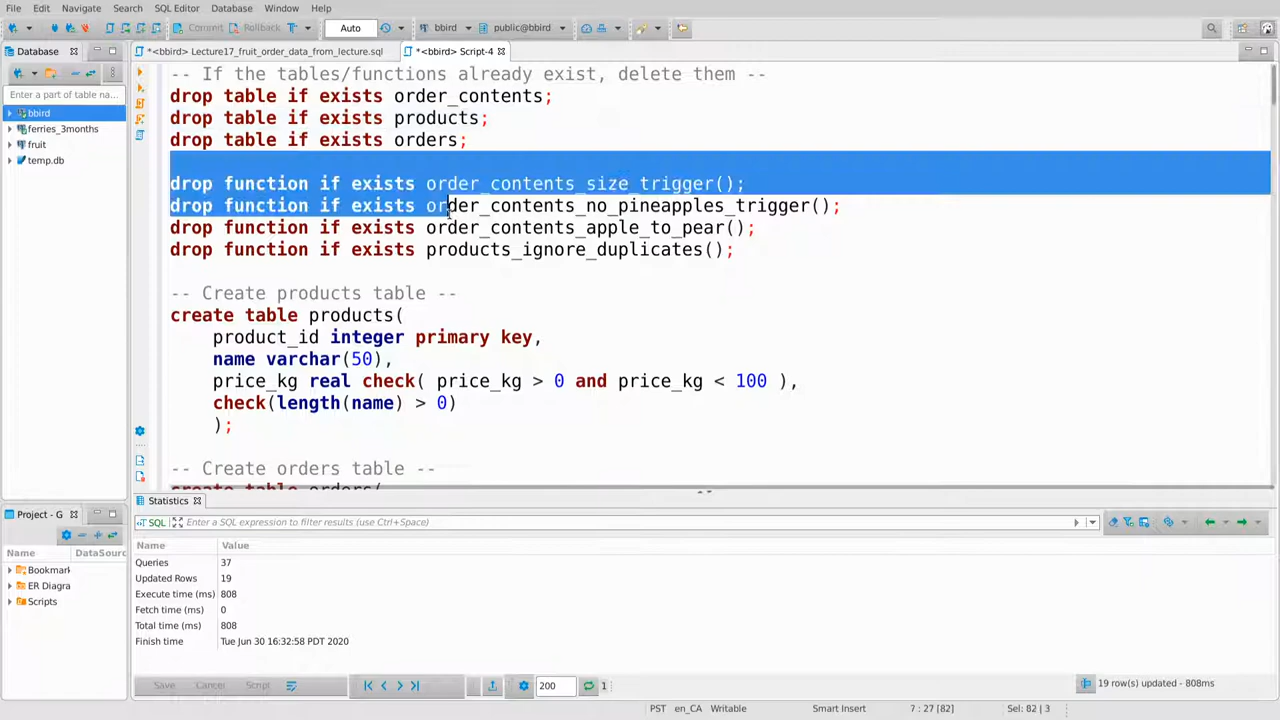 File Edit Navigate Search SQL Editor Database Window Help
Commit Rollback Auto bbird public@bbird
Database
*<bbird> Lecture17_fruit_order_data_from_lecture.sql
*<bbird> Script-4
Enter a part of table na...
bbird
ferries_3months
fruit
temp.db
-- If the tables/functions already exist, delete them --
drop table if exists order_contents;
drop table if exists products;
drop table if exists orders;
drop function if exists order_contents_size_trigger();
drop function if exists order_contents_no_pineapples_trigger();
drop function if exists order_contents_apple_to_pear();
drop function if exists products_ignore_duplicates();
-- Create products table --
create table products(
product_id integer primary key,
name varchar(50),
price_kg real check( price_kg > 0 and price_kg < 100 ),
check(length(name) > 0)
);
-- Create orders table --
create table orders(
Project - G
Name DataSourc
Bookmark
ER Diagra
Scripts
Statistics
SQL Enter a SQL expression to filter results (use Ctrl+Space)
Name Value
Queries 37
Updated Rows 19
Execute time (ms) 808
Fetch time (ms) 0
Total time (ms) 808
Finish time Tue Jun 30 16:32:58 PDT 2020
Save Cancel Script 200 1 19 row(s) updated - 808ms
PST en_CA Writable Smart Insert 7 : 27 [82] Sel: 82 | 3